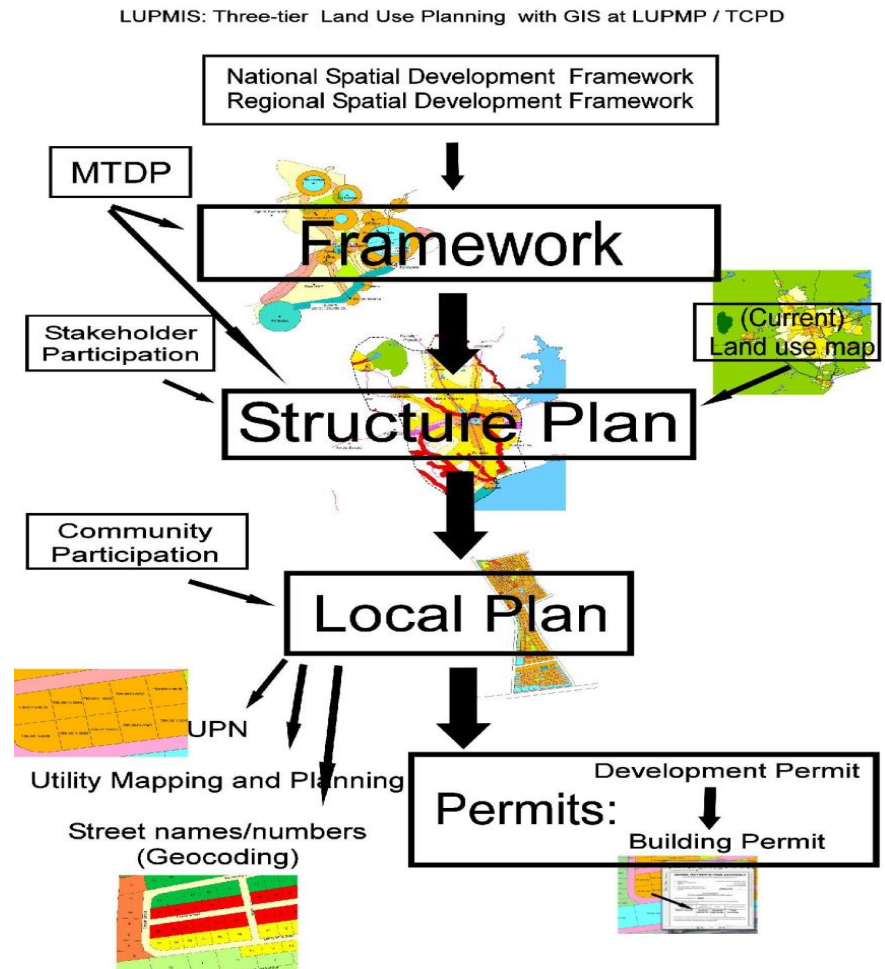 LUPMIS: Three-tier Land Use Planning with GIS at LUPMP / TCPD
National Spatial Development Framework
Regional Spatial Development Framework
MTDP
Framework
(Current)
Land use map
Stakeholder
Participation
Structure Plan
Community
Participation
Local Plan
UPN
Utility Mapping and Planning
Street names/numbers
(Geocoding)
Permits:
Development Permit
Building Permit